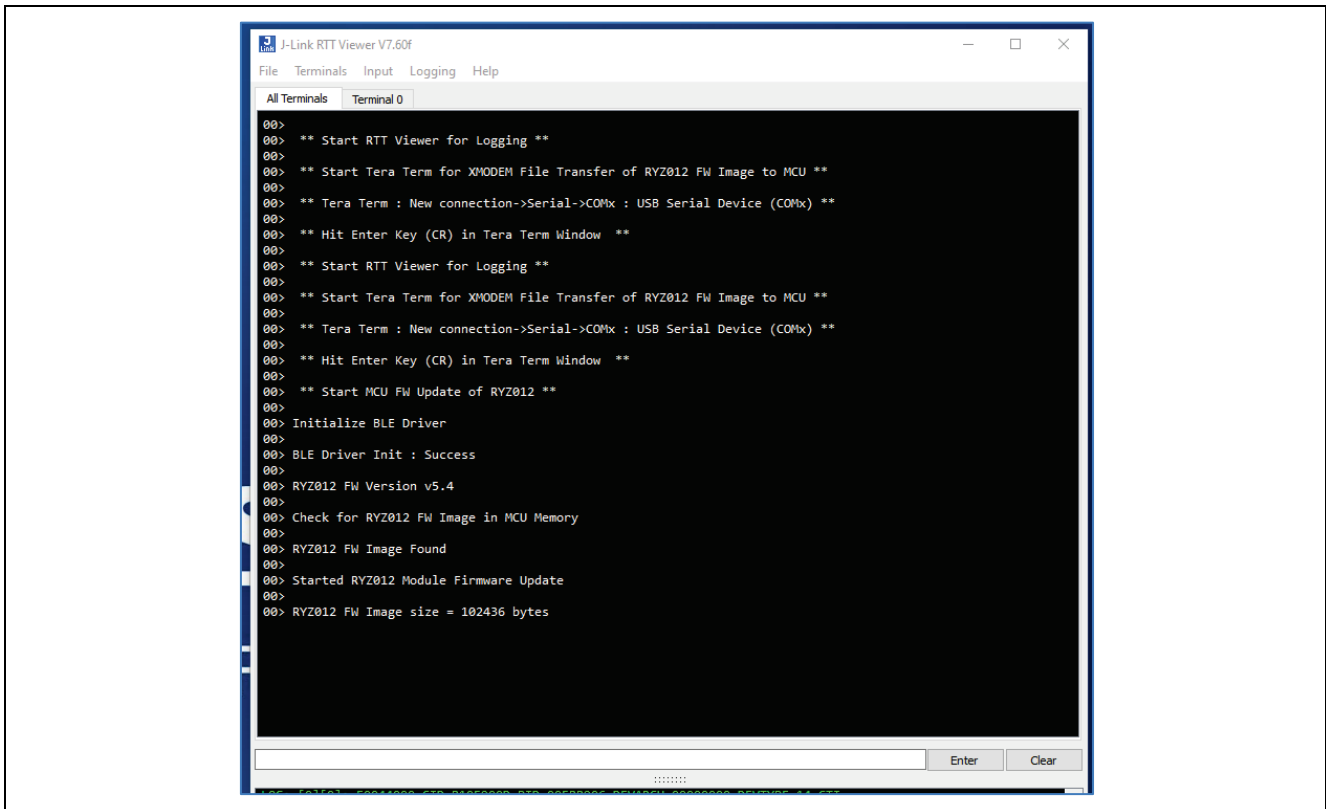 J-Link RTT Viewer V7.60f
File Terminals Input Logging Help
All Terminals Terminal 0
00>
00> ** Start RTT Viewer for Logging **
00>
00> ** Start Tera Term for XMODEM File Transfer of RYZ012 FW Image to MCU **
00>
00> ** Tera Term : New connection->Serial->COMx : USB Serial Device (COMx) **
00>
00> ** Hit Enter Key (CR) in Tera Term Window **
00>
00> ** Start RTT Viewer for Logging **
00>
00> ** Start Tera Term for XMODEM File Transfer of RYZ012 FW Image to MCU **
00>
00> ** Tera Term : New connection->Serial->COMx : USB Serial Device (COMx) **
00>
00> ** Hit Enter Key (CR) in Tera Term Window **
00>
00> ** Start MCU FW Update of RYZ012 **
00>
00> Initialize BLE Driver
00>
00> BLE Driver Init : Success
00>
00> RYZ012 FW Version v5.4
00>
00> Check for RYZ012 FW Image in MCU Memory
00>
00> RYZ012 FW Image Found
00>
00> Started RYZ012 Module Firmware Update
00>
00> RYZ012 FW Image size = 102436 bytes
Enter Clear